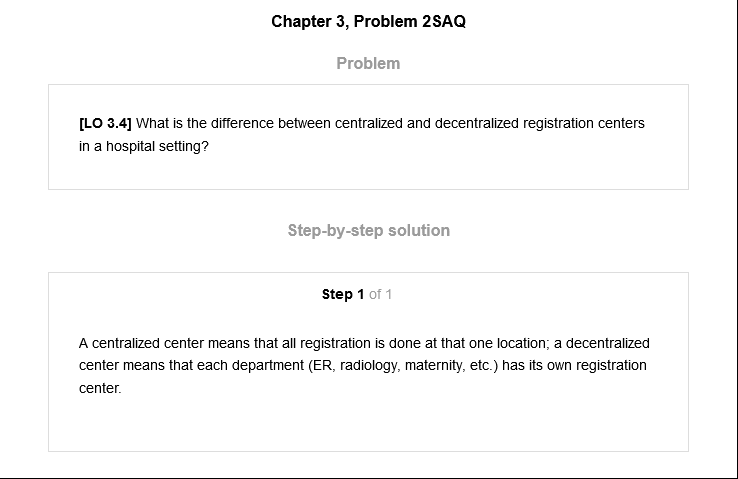 Chapter 3, Problem 2SAQ
Problem
[LO 3.4] What is the difference between centralized and decentralized registration centers
in a hospital setting?
Step-by-step solution
Step 1 of 1
A centralized center means that all registration is done at that one location; a decentralized
center means that each department (ER, radiology, maternity, etc.) has its own registration
center.